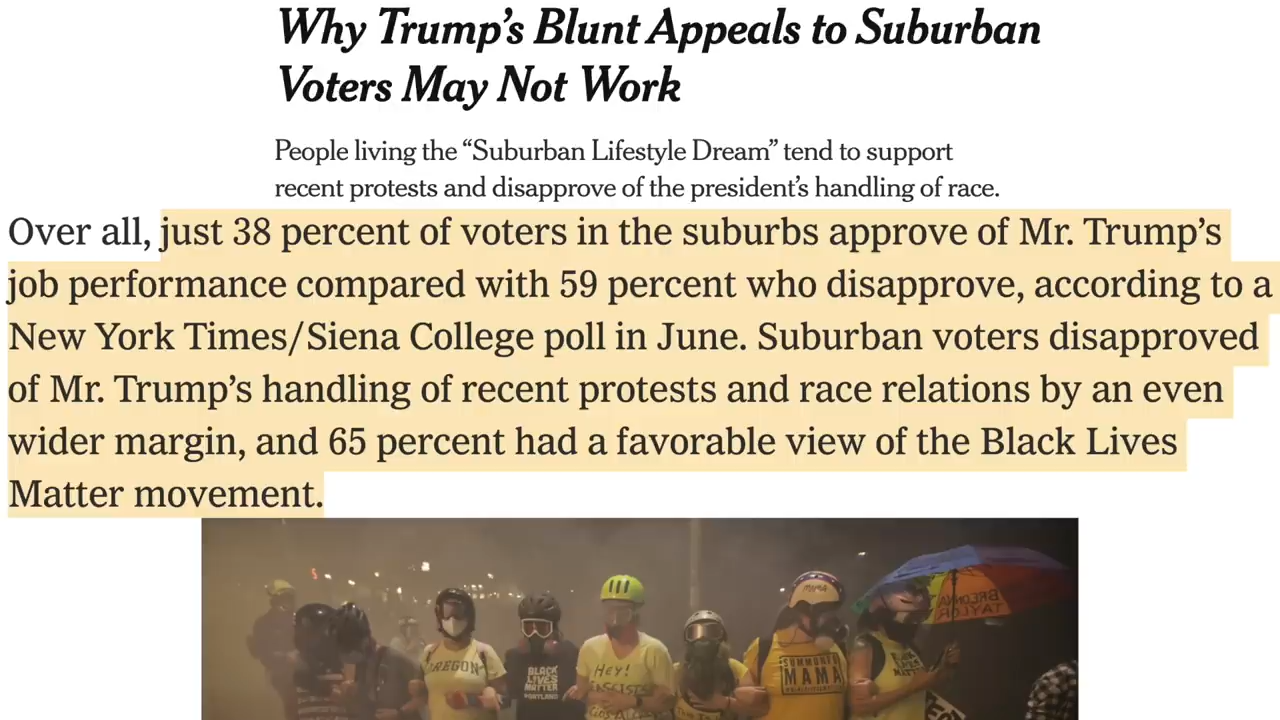 Why Trump’s Blunt Appeals to Suburban
Voters May Not Work
People living the “Suburban Lifestyle Dream” tend to support
recent protests and disapprove of the president’s handling of race.
Over all, just 38 percent of voters in the suburbs approve of Mr. Trump’s
job performance compared with 59 percent who disapprove, according to a
New York Times/Siena College poll in June. Suburban voters disapproved
of Mr. Trump’s handling of recent protests and race relations by an even
wider margin, and 65 percent had a favorable view of the Black Lives
Matter movement.
MAMA
BREONNA
TAYLOR
OREGON
BLACK
LIVES
MATTER
PORTLAND
HEY!
SUMMONED
MAMA